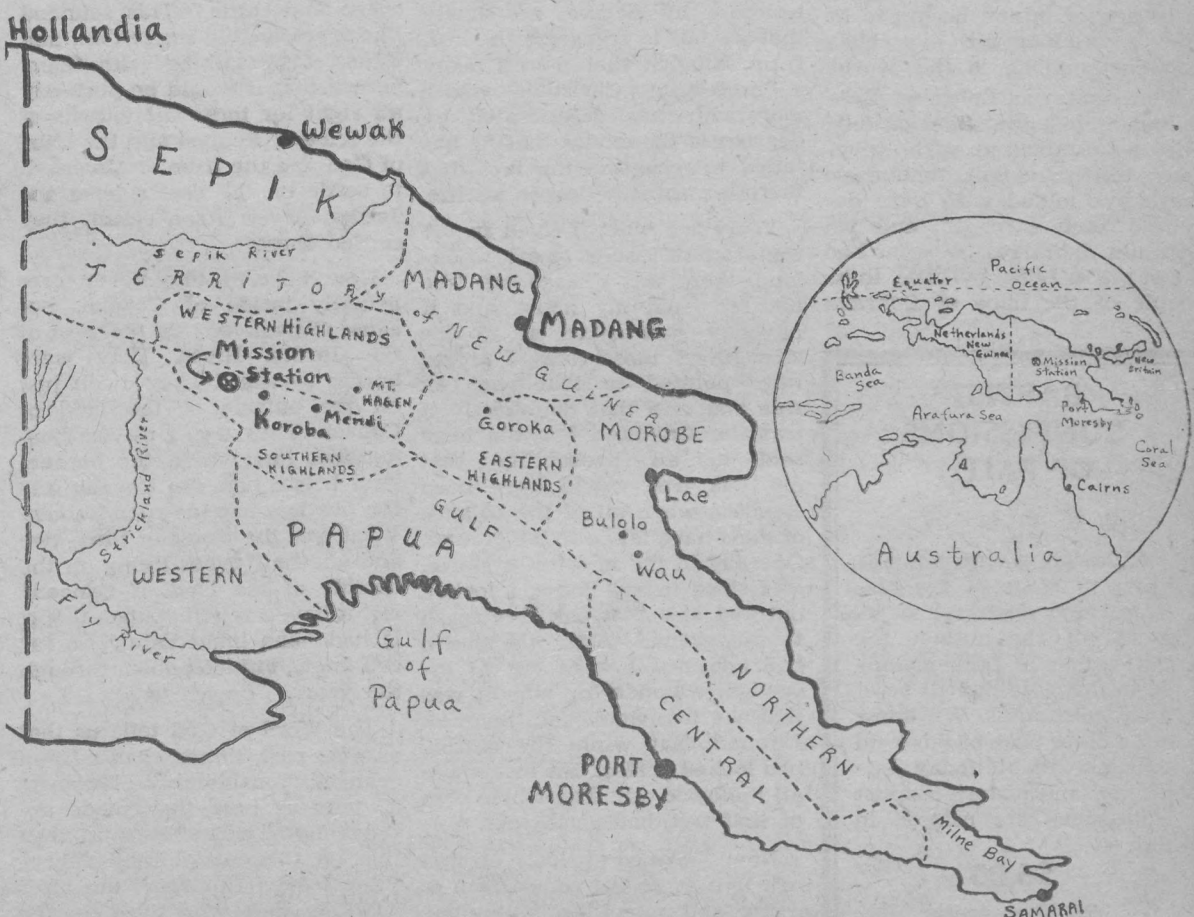 Hollandia
Wewak
SEPIK
Sepik River
TERRITORY of NEW GUINEA
MADANG
MADANG
WESTERN HIGHLANDS
Mission
Station
MT.
HAGEN
Koroba
Mendi
Goroka
MOROBE
SOUTHERN
HIGHLANDS
EASTERN
HIGHLANDS
Lae
Strickland River
GULF
Bulolo
Wau
PAPUA
WESTERN
Fly River
Gulf
of
Papua
NORTHERN
CENTRAL
PORT
MORESBY
Milne Bay
SAMARAI
Pacific
Ocean
Equator
Netherlands
New
Guinea
Mission
Station
New
Britain
Banda
Sea
Arafura Sea
Port
Moresby
Coral
Sea
Cairns
Australia